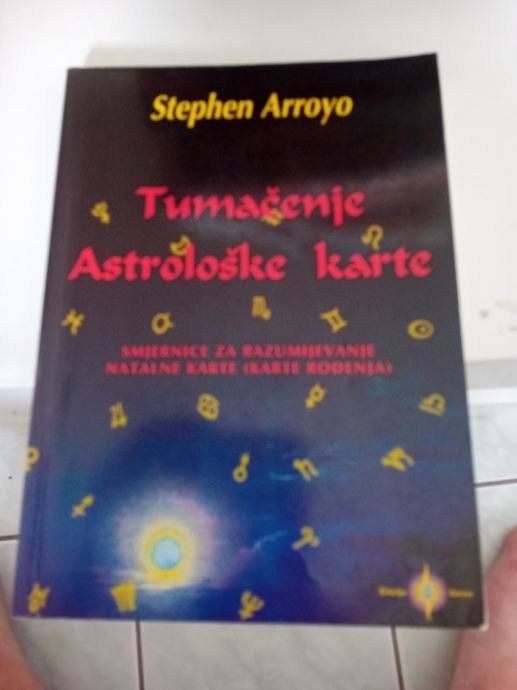 Stephen Arroyo
Tumačenje
Astrološke karte
SMJERNICE ZA RAZUMIJEVANJE
NATALNE KARTE (KARTE ROĐENJA)